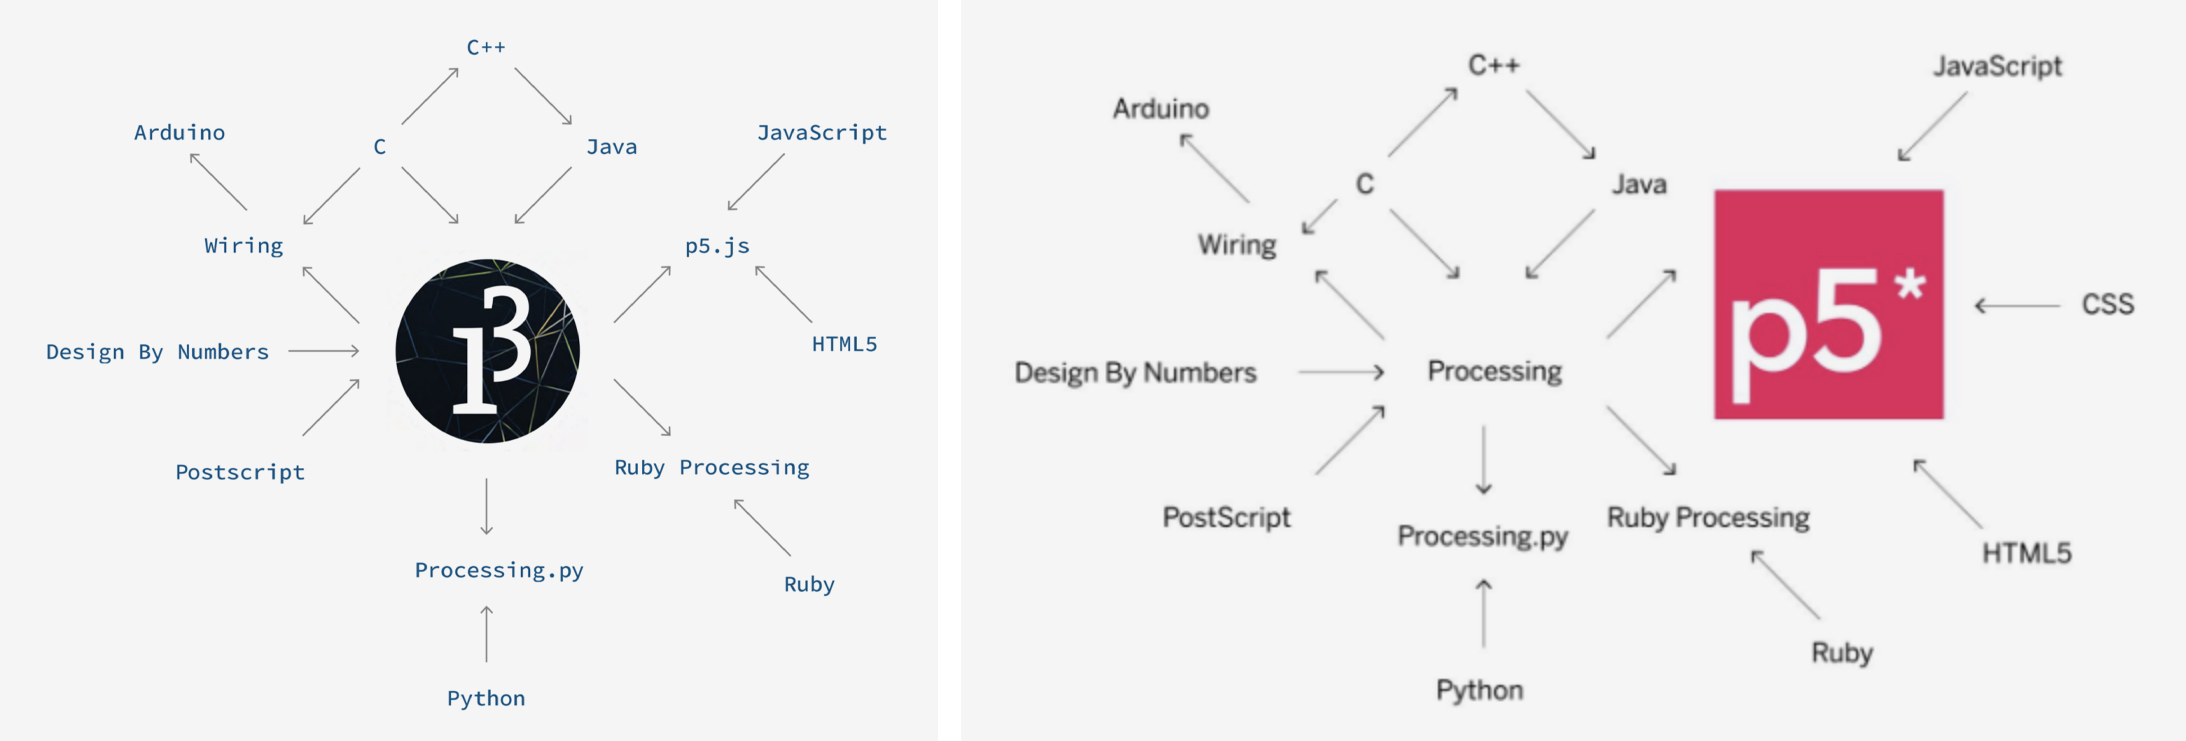 C++
Arduino
C
Java
JavaScript
Wiring
p5.js
Design By Numbers
HTML5
Postscript
Ruby Processing
Processing.py
Ruby
Python
C++
JavaScript
Arduino
C
Java
Wiring
p5*
CSS
Design By Numbers
Processing
PostScript
Processing.py
Ruby Processing
HTML5
Ruby
Python